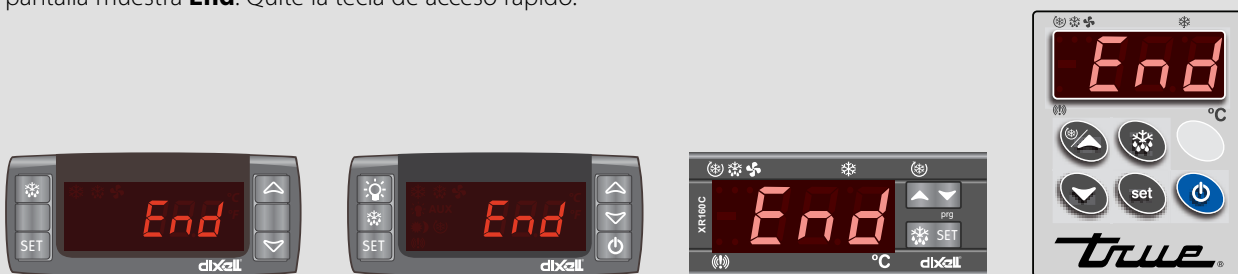 pantalla muestra End. Quite la tecla de acceso rápido.
End
SET
dixell
End
SET
dixell
XR160C
End
prg
SET
°C
dixell
End
°C
set
true®